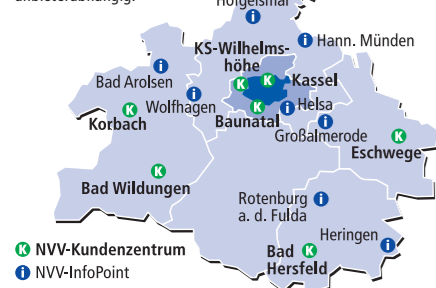 anbieterabhängig.
Hofgeismar
i
i Hann. Münden
KS-Wilhelms-
höhe
i
Bad Arolsen
K
K Kassel
i
Wolfhagen
K
Korbach
K
Baunatal
i Helsa
i
Großalmerode
K
Eschwege
K
Bad Wildungen
Rotenburg i
a. d. Fulda
K NVV-Kundenzentrum
i NVV-InfoPoint
Bad K
Hersfeld
Heringen i